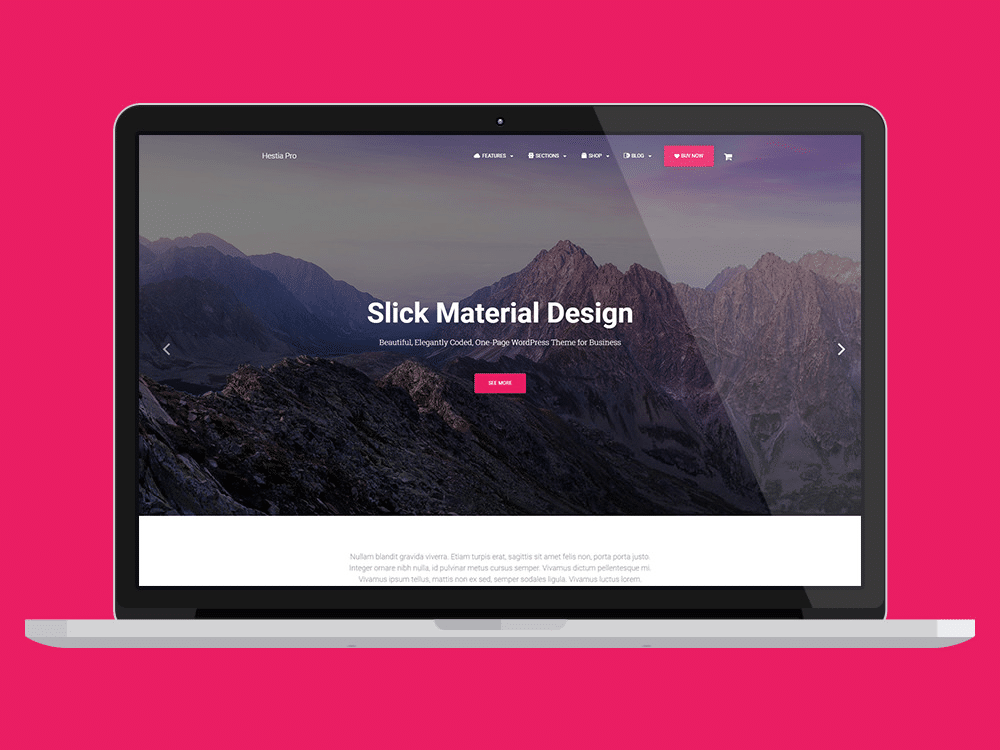 Hestia Pro
FEATURES
SECTIONS
SHOP
BLOG
BUY NOW
Slick Material Design
Beautiful, Elegantly Coded, One-Page WordPress Theme for Business
SEE MORE
Nullam blandit gravida viverra. Etiam turpis erat, sagittis sit amet felis non, porta porta justo.
Integer ornare nibh nulla, id pulvinar metus cursus semper. Vivamus dictum pellentesque mi.
Vivamus ipsum tellus, mattis non ex sed, semper sodales ligula. Vivamus luctus lorem.